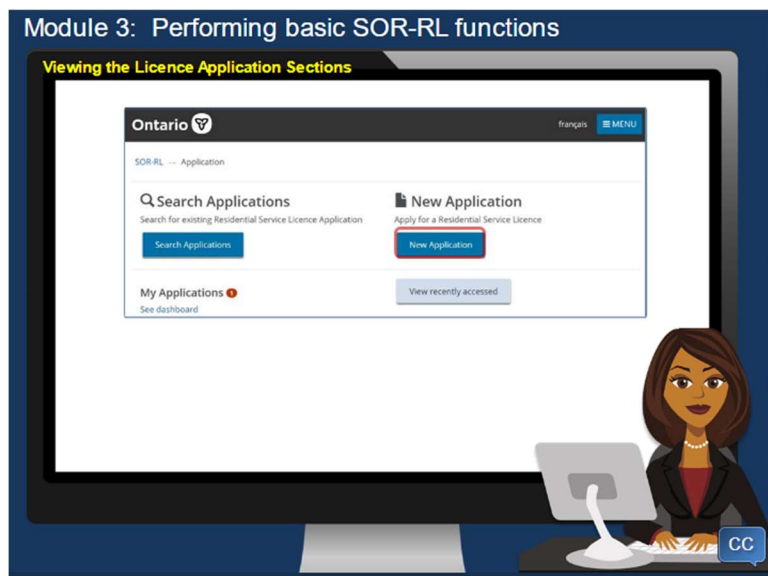 Module 3: Performing basic SOR-RL functions
Viewing the Licence Application Sections
Ontario
français
MENU
SOR-RL — Application
Search Applications
Search for existing Residential Service Licence Application
Search Applications
New Application
Apply for a Residential Service Licence
New Application
My Applications 1
See dashboard
View recently accessed
CC